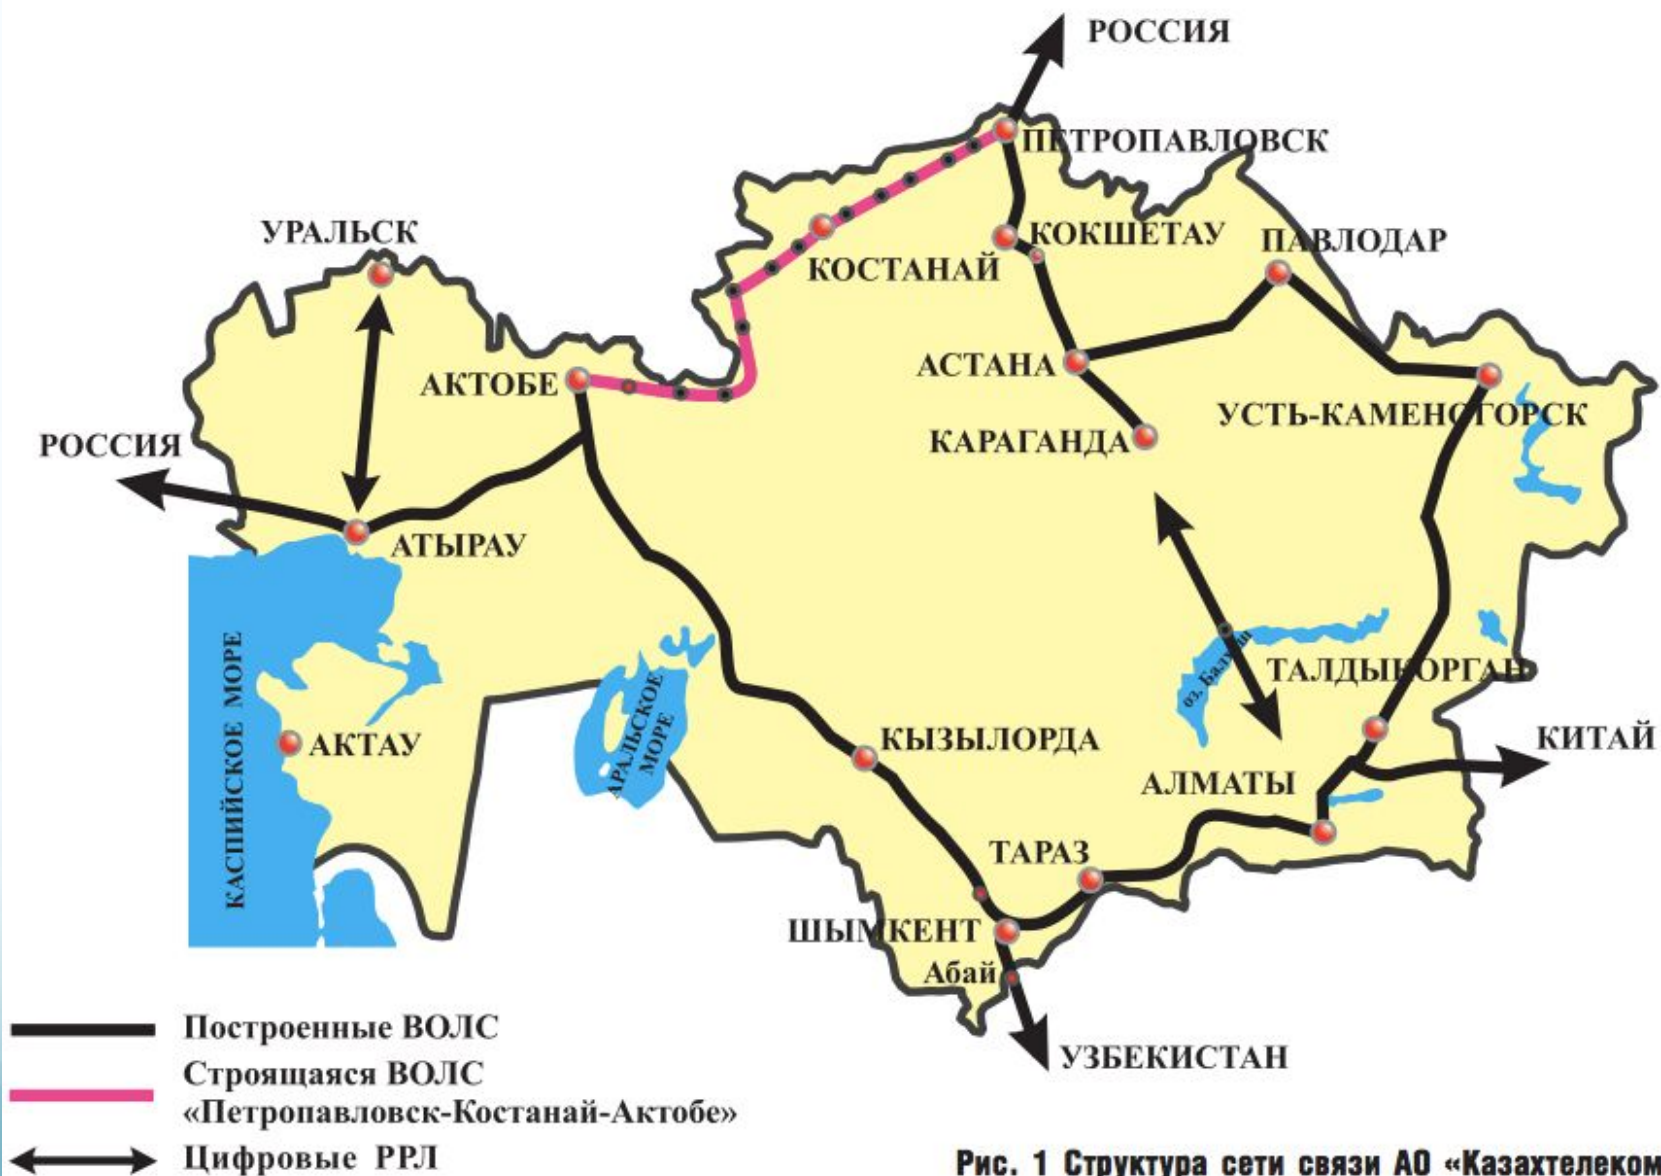 РОССИЯ
ПЕТРОПАВЛОВСК
УРАЛЬСК
КОКШЕТАУ
ПАВЛОДАР
КОСТАНАЙ
АСТАНА
АКТОБЕ
УСТЬ-КАМЕНОГОРСК
КАРАГАНДА
РОССИЯ
АТЫРАУ
КАСПИЙСКОЕ МОРЕ
оз. Балхаш
ТАЛДЫКОРГАН
АРАЛЬСКОЕ
МОРЕ
АКТАУ
КЫЗЫЛОРДА
КИТАЙ
АЛМАТЫ
ТАРАЗ
ШЫМКЕНТ
Абай
УЗБЕКИСТАН
Построенные ВОЛС
Строящаяся ВОЛС
«Петропавловск-Костанай-Актобе»
Цифровые РРЛ
Рис. 1 Структура сети связи АО «Казахтелеком